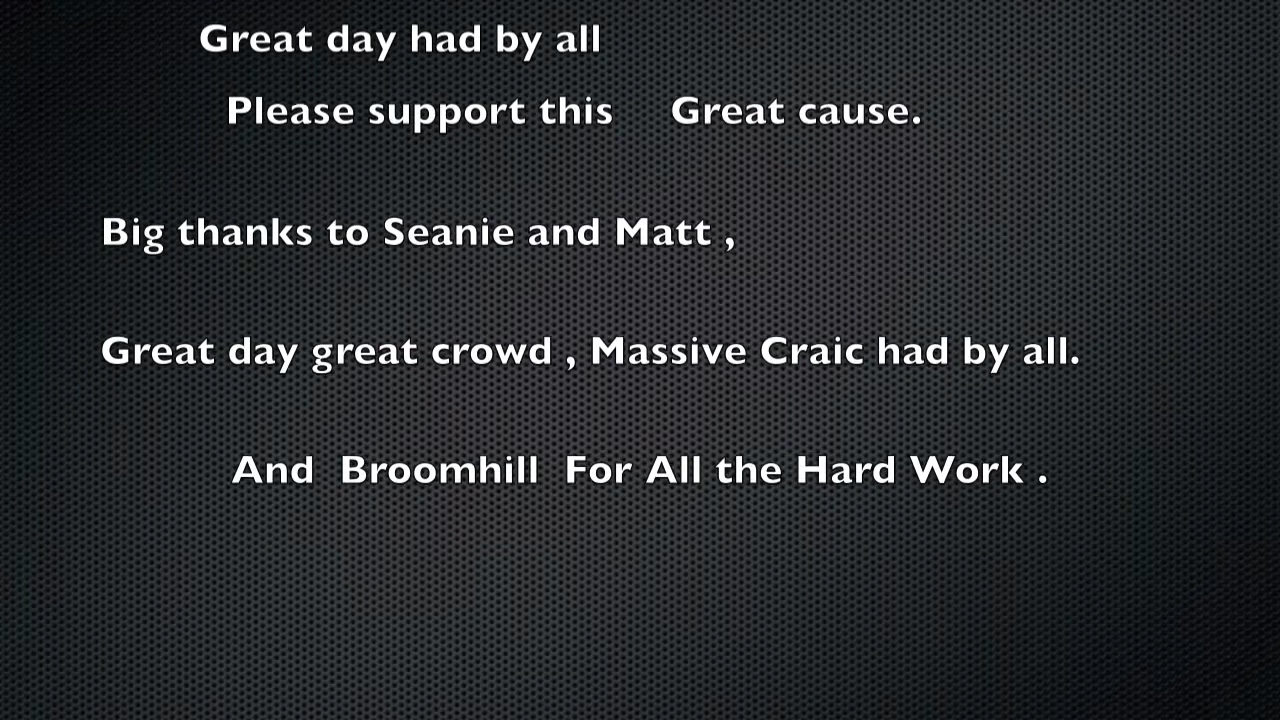 Great day had by all
Please support this Great cause.
Big thanks to Seanie and Matt ,
Great day great crowd , Massive Craic had by all.
And Broomhill For All the Hard Work .